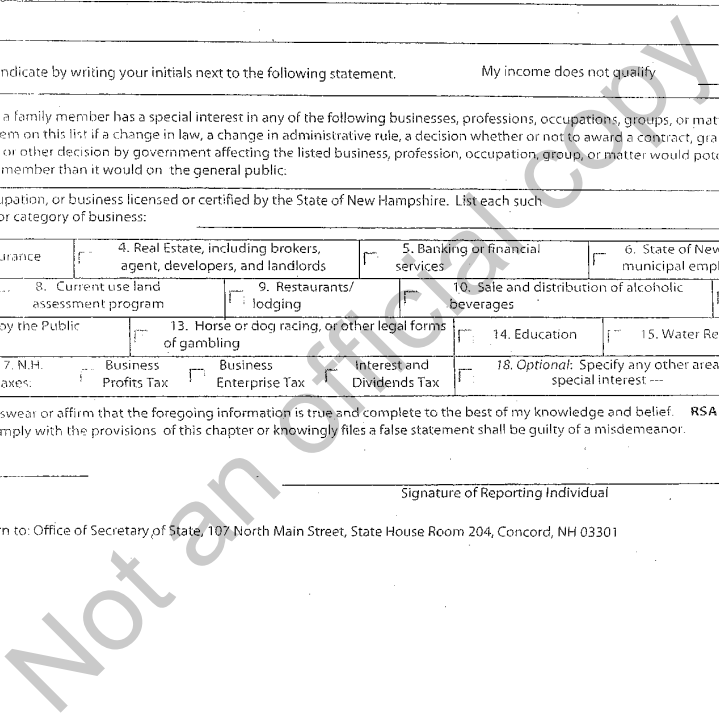 ndicate by writing your initials next to the following statement. My income does not qualify
a family member has a special interest in any of the following businesses, professions, occupations, groups, or mat
em on this list if a change in law, a change in administrative rule, a decision whether or not to award a contract, gra
or other decision by government affecting the listed business, profession, occupation, group, or matter would pote
member than it would on the general public:
upation, or business licensed or certified by the State of New Hampshire. List each such
or category of business:
urance 4. Real Estate, including brokers, agent, developers, and landlords 5. Banking or financial services 6. State of New municipal empl
8. Current use land assessment program 9. Restaurants/ lodging 10. Sale and distribution of alcoholic beverages
by the Public 13. Horse or dog racing, or other legal forms of gambling 14. Education 15. Water Re
7. N.H. axes: Business Profits Tax Business Enterprise Tax Interest and Dividends Tax 18. Optional: Specify any other area special interest ---
swear or affirm that the foregoing information is true and complete to the best of my knowledge and belief. RSA
mply with the provisions of this chapter or knowingly files a false statement shall be guilty of a misdemeanor.
Signature of Reporting Individual
rn to: Office of Secretary of State, 107 North Main Street, State House Room 204, Concord, NH 03301
Not an official copy